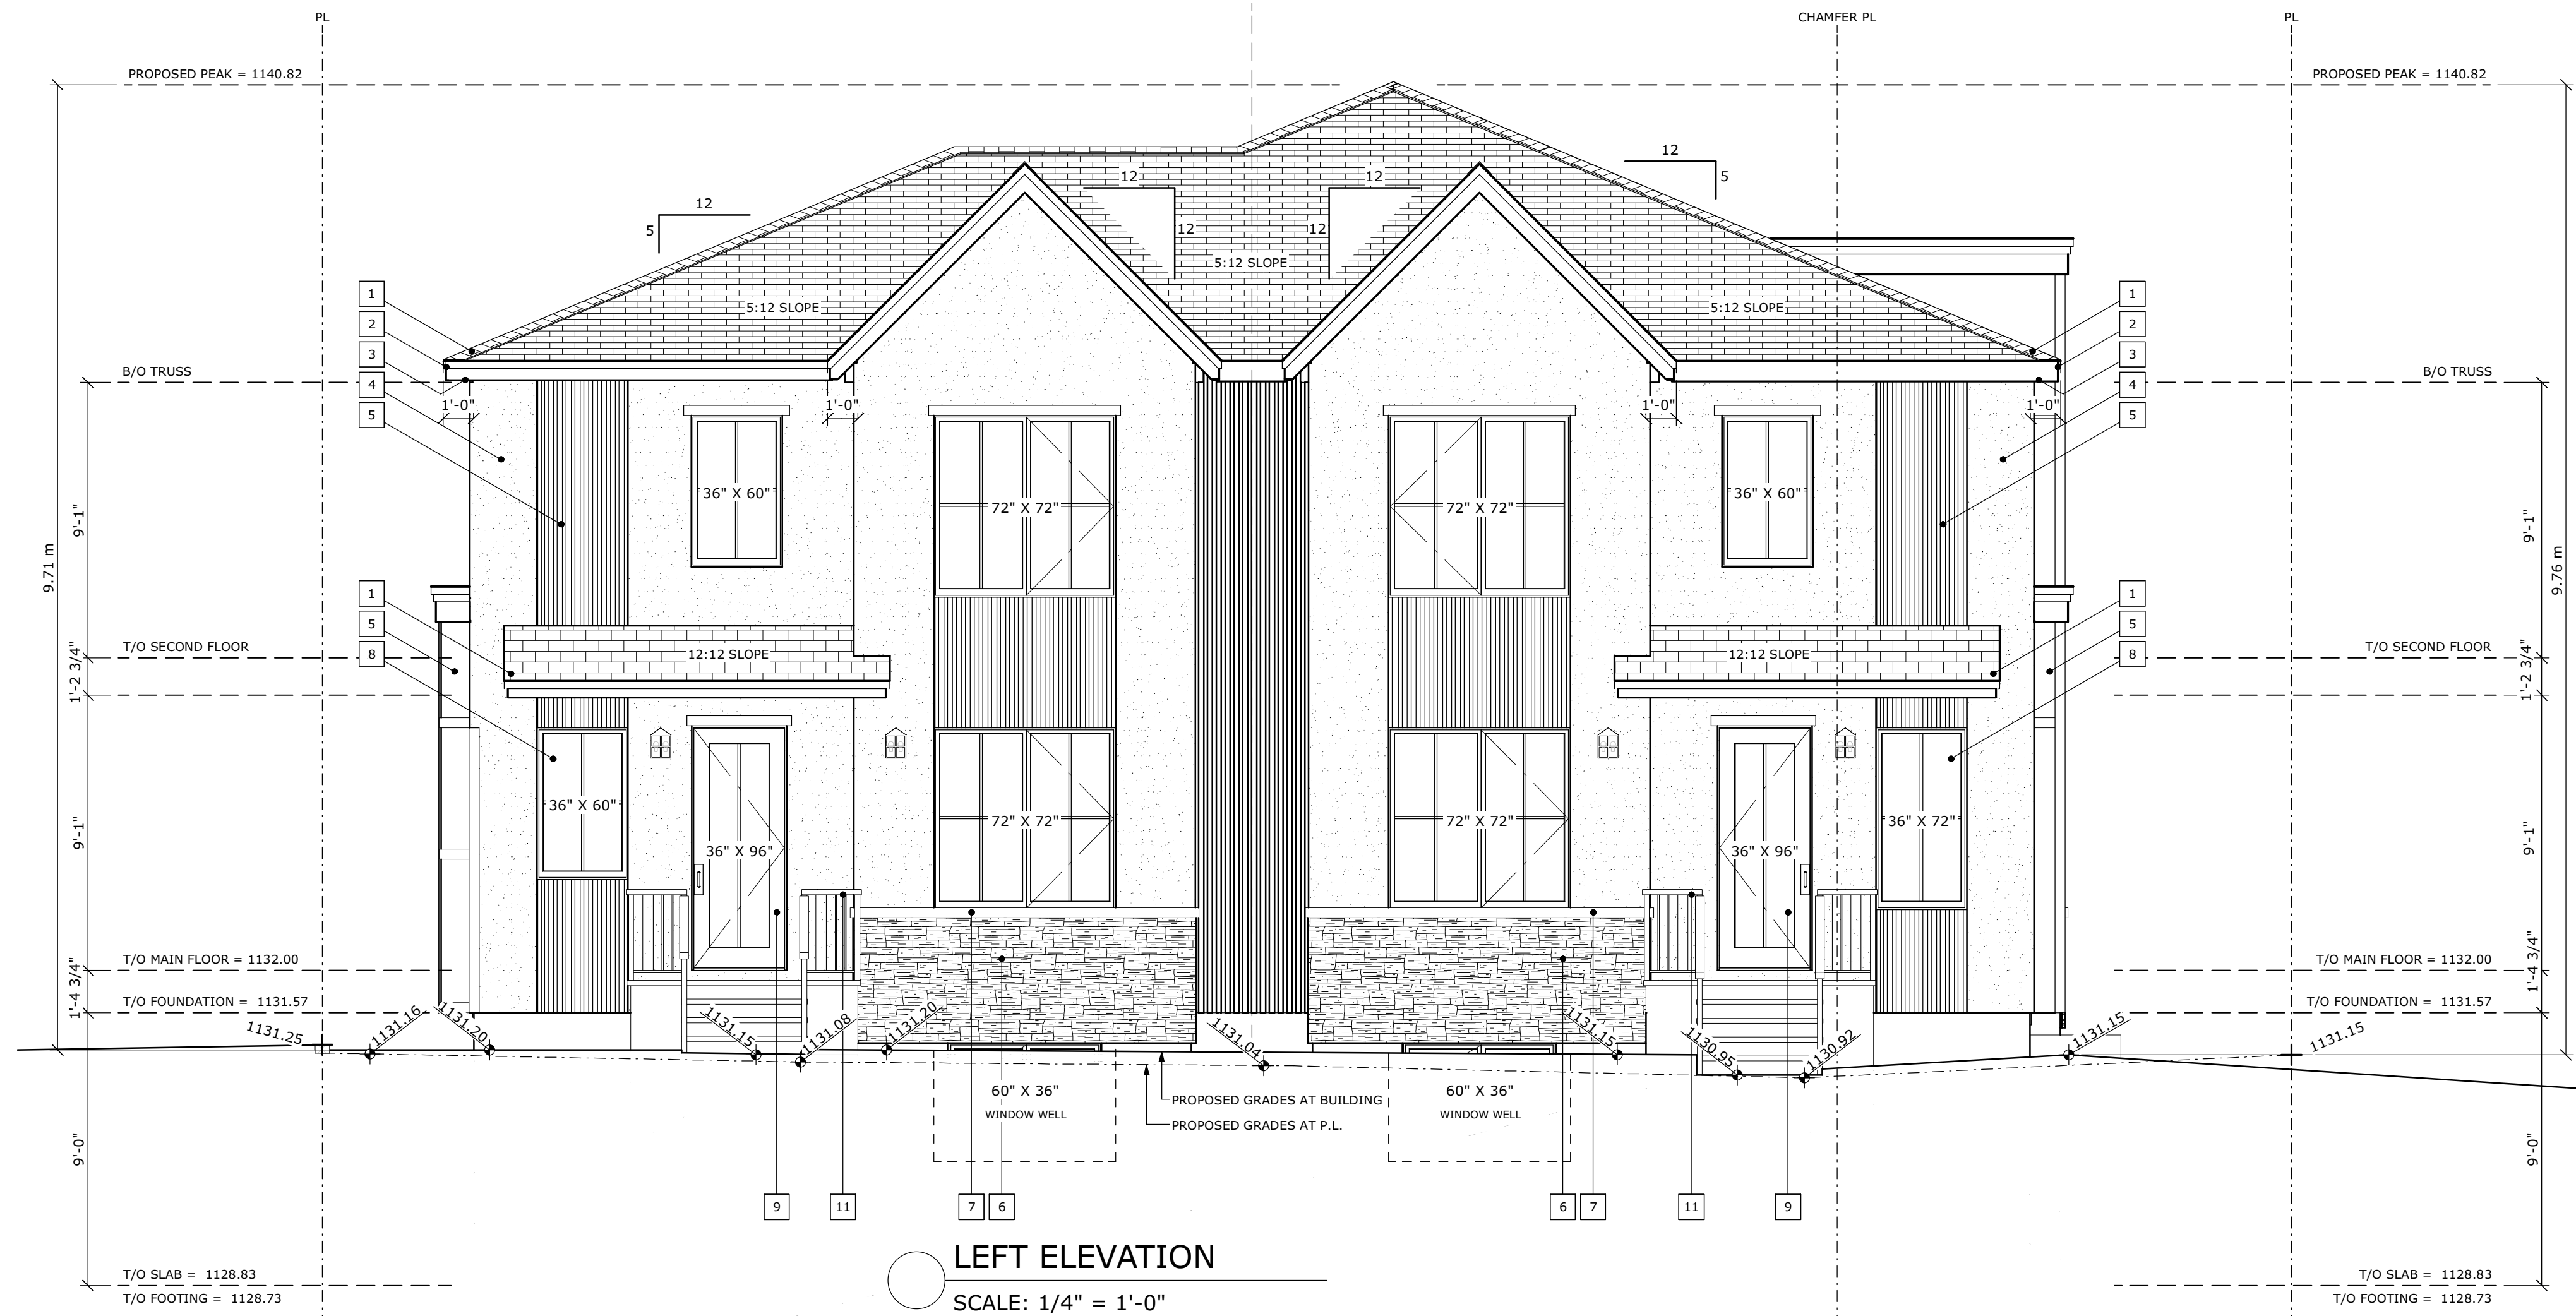 PL
CHAMFER PL
PL
PROPOSED PEAK = 1140.82
PROPOSED PEAK = 1140.82
12
5
12
5
12
12
12
12
5:12 SLOPE
5:12 SLOPE
5:12 SLOPE
1
2
3
4
5
1
2
3
4
5
B/O TRUSS
B/O TRUSS
1'-0"
1'-0"
1'-0"
1'-0"
36" X 60"
72" X 72"
72" X 72"
36" X 60"
9'-1"
9'-1"
9.71 m
9.76 m
1
5
8
1
5
8
T/O SECOND FLOOR
T/O SECOND FLOOR
12:12 SLOPE
12:12 SLOPE
1'-2 3/4"
1'-2 3/4"
36" X 60"
36" X 96"
72" X 72"
72" X 72"
36" X 96"
36" X 72"
9'-1"
9'-1"
T/O MAIN FLOOR = 1132.00
T/O MAIN FLOOR = 1132.00
1'-4 3/4"
1'-4 3/4"
T/O FOUNDATION = 1131.57
T/O FOUNDATION = 1131.57
1131.25
1131.16
1131.20
1131.15
1131.08
1131.20
1131.04
1131.15
1130.95
1130.92
1131.15
1131.15
60" X 36"
WINDOW WELL
60" X 36"
WINDOW WELL
PROPOSED GRADES AT BUILDING
PROPOSED GRADES AT P.L.
9'-0"
9'-0"
9
11
7
6
6
7
11
9
LEFT ELEVATION
SCALE: 1/4" = 1'-0"
T/O SLAB = 1128.83
T/O FOOTING = 1128.73
T/O SLAB = 1128.83
T/O FOOTING = 1128.73